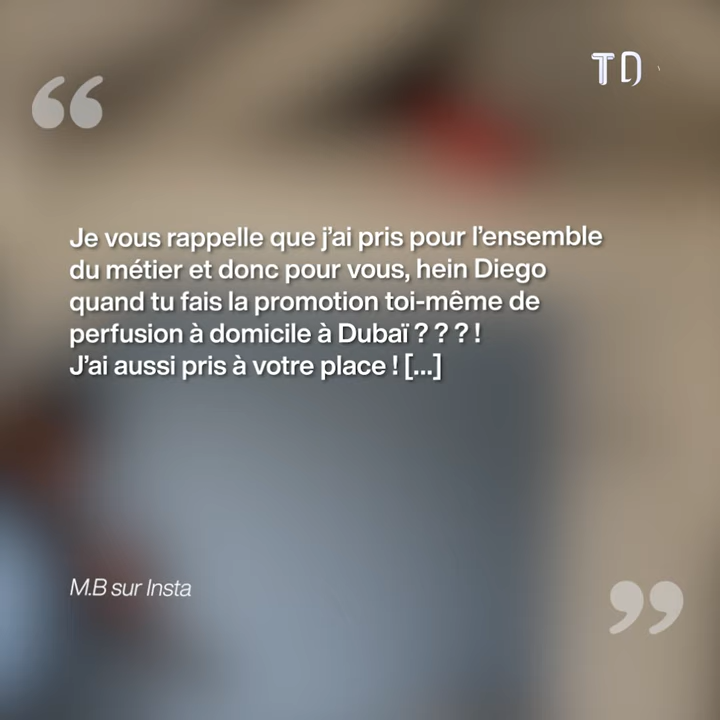 TD
Je vous rappelle que j’ai pris pour l’ensemble
du métier et donc pour vous, hein Diego
quand tu fais la promotion toi-même de
perfusion à domicile à Dubaï ? ? ? !
J’ai aussi pris à votre place ! [...]
M.B sur Insta